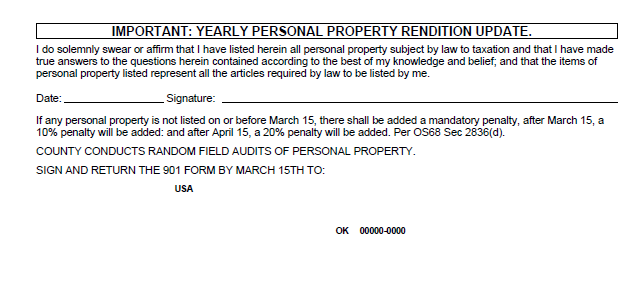 IMPORTANT: YEARLY PERSONAL PROPERTY RENDITION UPDATE.
I do solemnly swear or affirm that I have listed herein all personal property subject by law to taxation and that I have made
true answers to the questions herein contained according to the best of my knowledge and belief; and that the items of
personal property listed represent all the articles required by law to be listed by me.
Date: Signature:
If any personal property is not listed on or before March 15, there shall be added a mandatory penalty, after March 15, a
10% penalty will be added: and after April 15, a 20% penalty will be added. Per OS68 Sec 2836(d).
COUNTY CONDUCTS RANDOM FIELD AUDITS OF PERSONAL PROPERTY.
SIGN AND RETURN THE 901 FORM BY MARCH 15TH TO:
USA
OK 00000-0000